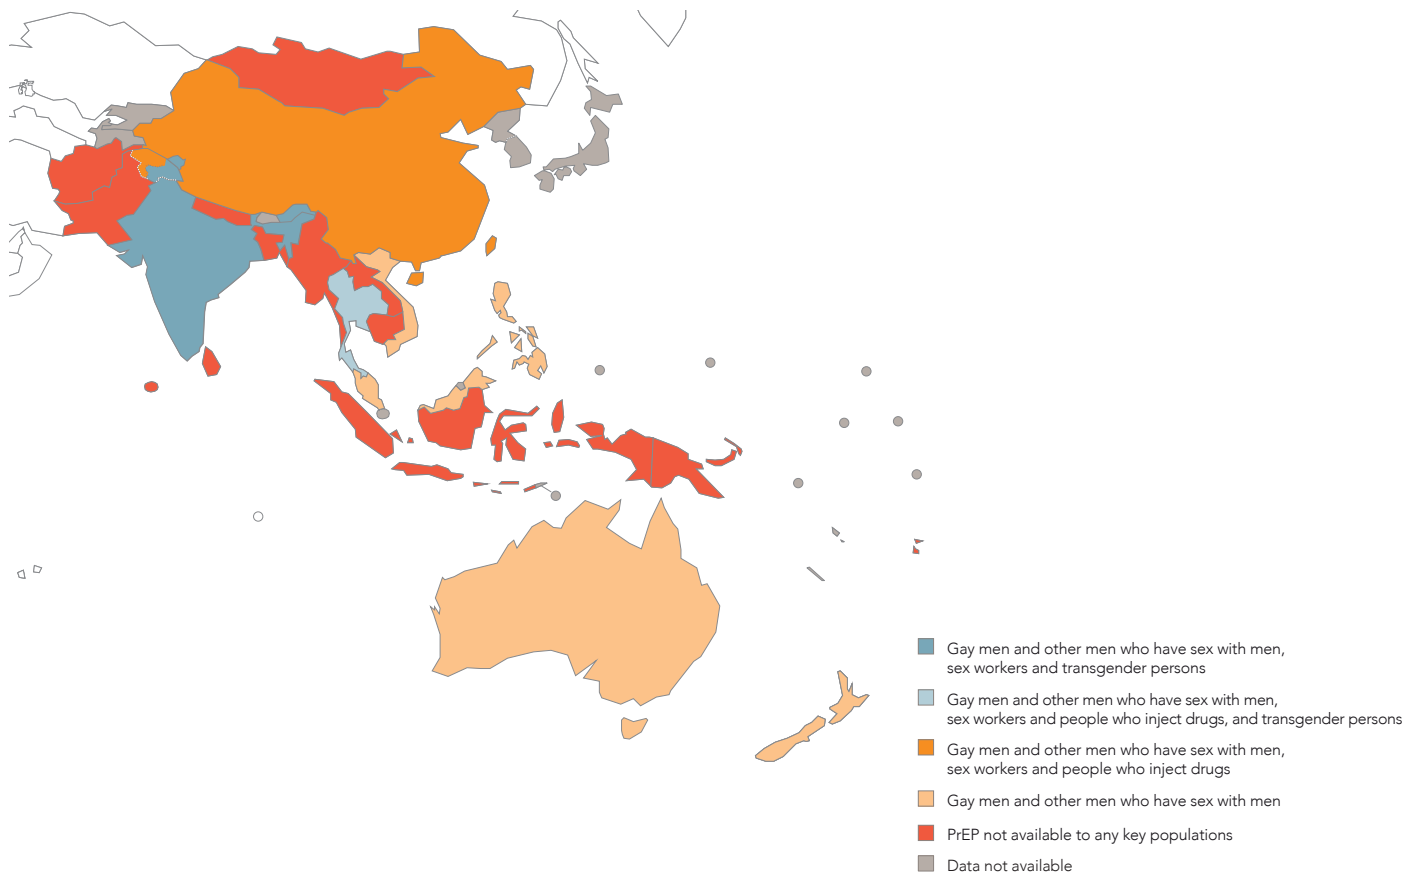 Gay men and other men who have sex with men,
sex workers and transgender persons
Gay men and other men who have sex with men,
sex workers and people who inject drugs, and transgender persons
Gay men and other men who have sex with men,
sex workers and people who inject drugs
Gay men and other men who have sex with men
PrEP not available to any key populations
Data not available